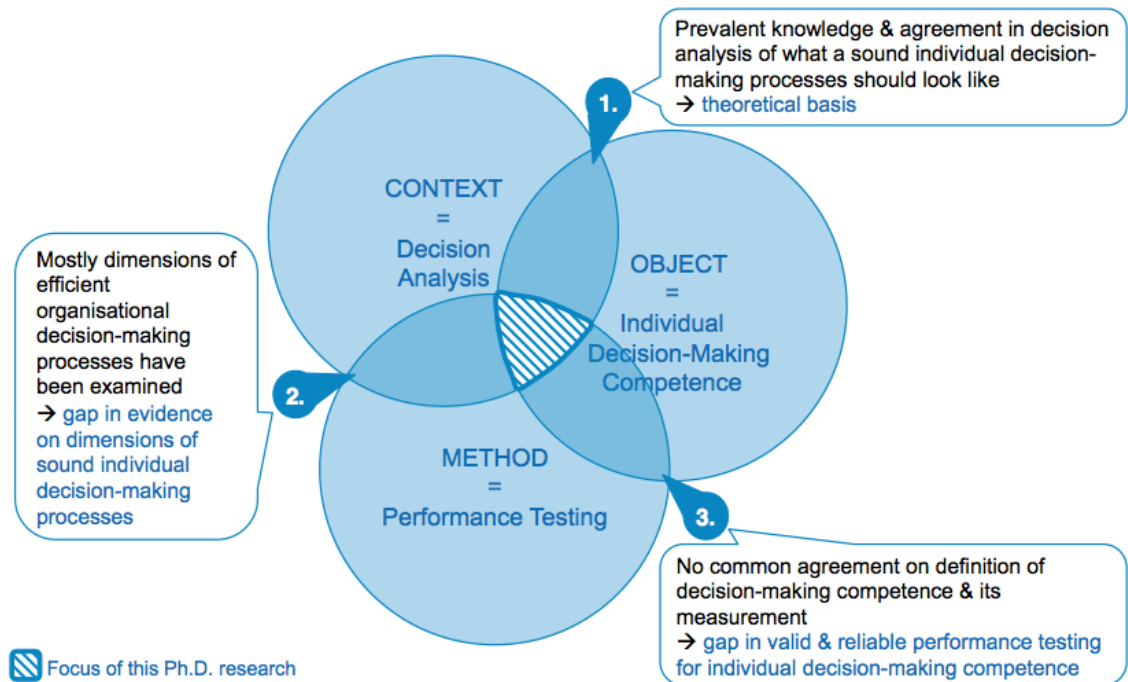 Prevalent knowledge & agreement in decision
analysis of what a sound individual decision-
making processes should look like
→ theoretical basis
1.
CONTEXT
=
Decision
Analysis
OBJECT
=
Individual
Decision-Making
Competence
Mostly dimensions of
efficient
organisational
decision-making
processes have
been examined
→ gap in evidence
on dimensions of
sound individual
decision-making
processes
2.
METHOD
=
Performance Testing
3.
No common agreement on definition of
decision-making competence & its
measurement
→ gap in valid & reliable performance testing
for individual decision-making competence
Focus of this Ph.D. research